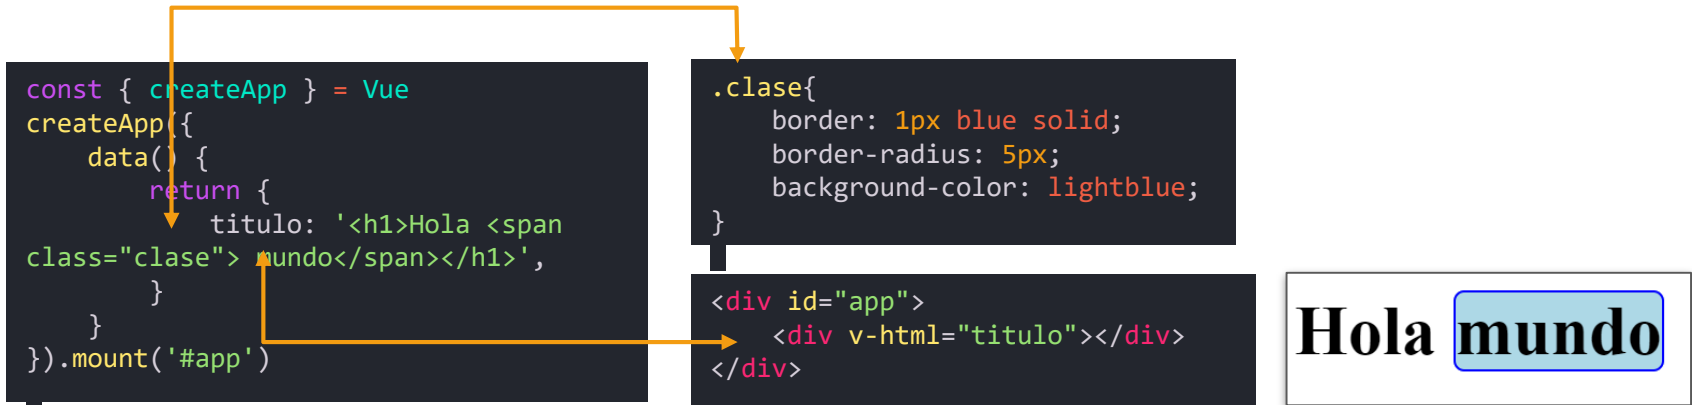 const { createApp } = Vue
createApp({
    data() {
        return {
            titulo: '<h1>Hola <span
class="clase"> mundo</span></h1>',
        }
    }
}).mount('#app')
.clase{
    border: 1px blue solid;
    border-radius: 5px;
    background-color: lightblue;
}
<div id="app">
    <div v-html="titulo"></div>
</div>
Hola mundo